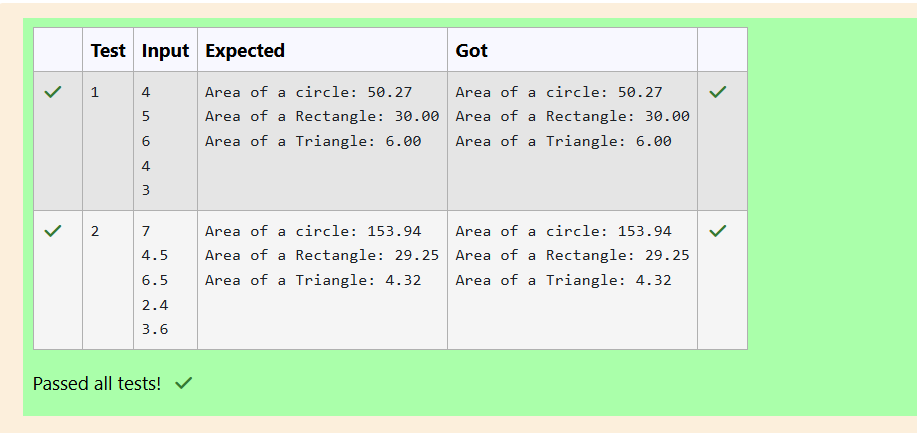 Test Input Expected Got
1 4 Area of a circle: 50.27 Area of a circle: 50.27
5 Area of a Rectangle: 30.00 Area of a Rectangle: 30.00
6 Area of a Triangle: 6.00 Area of a Triangle: 6.00
4
3
2 7 Area of a circle: 153.94 Area of a circle: 153.94
4.5 Area of a Rectangle: 29.25 Area of a Rectangle: 29.25
6.5 Area of a Triangle: 4.32 Area of a Triangle: 4.32
2.4
3.6
Passed all tests!